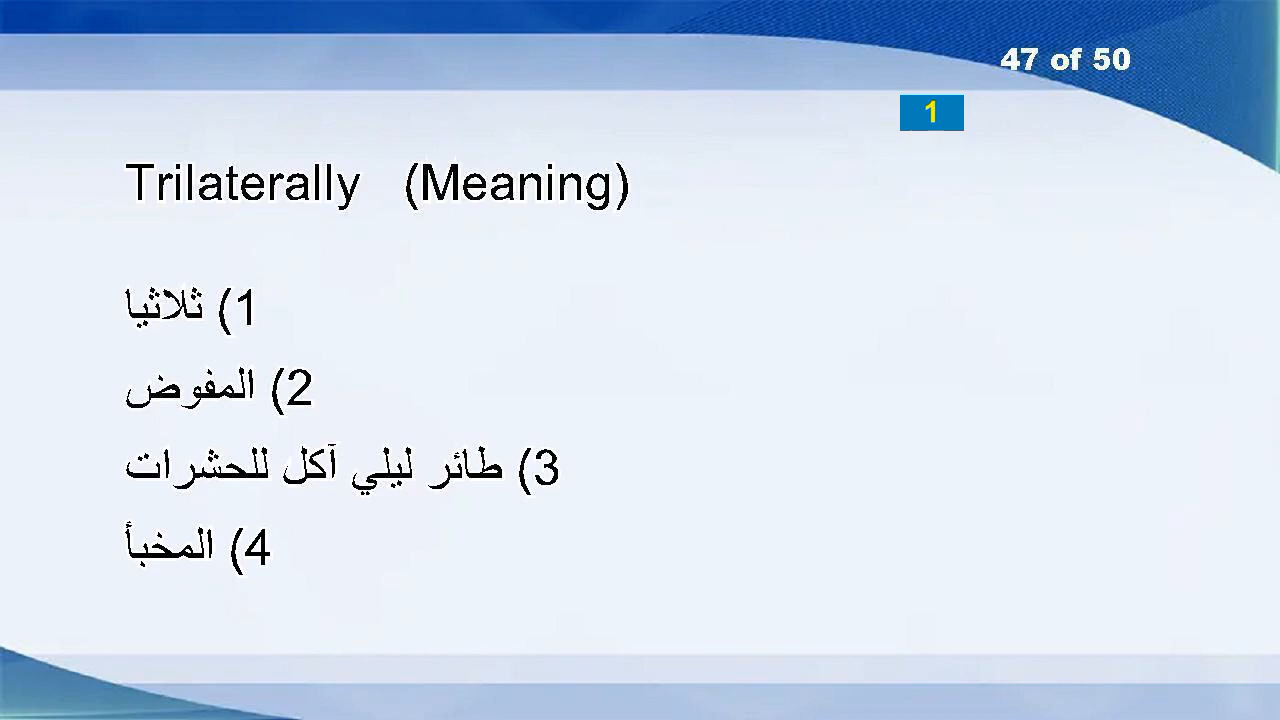 47 of 50
1
Trilaterally (Meaning)
1) ثلاثيا
2) المفوض
3) طائر ليلي آكل للحشرات
4) المخبأ